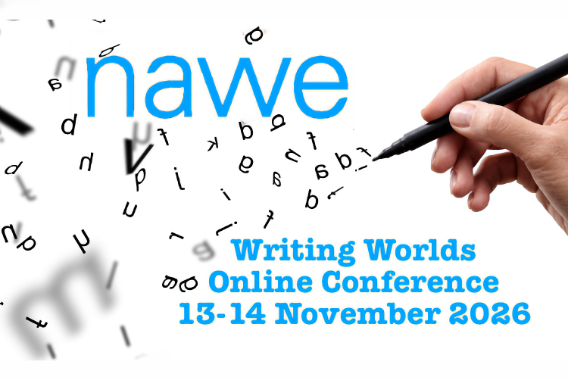 nawe
Writing Worlds
Online Conference
13-14 November 2026